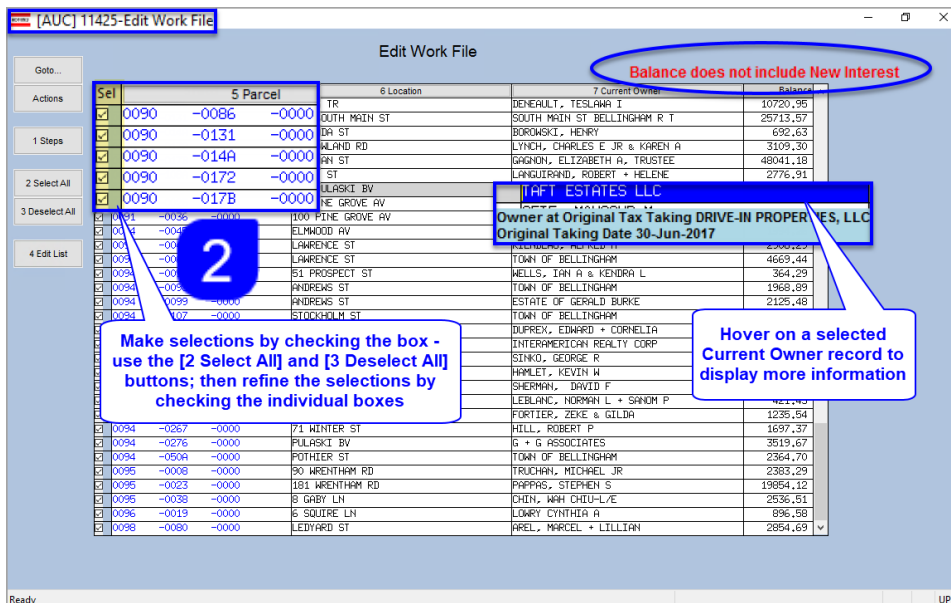 [AUC] 11425-Edit Work File
Edit Work File
Balance does not include New Interest
Goto...
Actions
1 Steps
2 Select All
3 Deselect All
4 Edit List
Sel 5 Parcel 6 Location 7 Current Owner Balance
0090 -0086 -0000 TR DENEAULT, TESLAWA I 10720.95
0090 -0131 -0000 OUTH MAIN ST SOUTH MAIN ST BELLINGHAM R T 25713.57
0090 -014A -0000 DA ST BOROWSKI, HENRY 692.63
0090 -0172 -0000 WLAND RD LYNCH, CHARLES E JR & KAREN A 3109.30
0090 -017B -0000 AN ST GAGNON, ELIZABETH A, TRUSTEE 48041.18
ST LANGUIRAND, ROBERT + HELENE 2776.91
ULASKI BV TAFT ESTATES LLC
NE GROVE AV
Owner at Original Tax Taking DRIVE-IN PROPERTIES, LLC
Original Taking Date 30-Jun-2017
-0036 -0000 100 PINE GROVE AV
ELMWOOD AV
LAWRENCE ST
LAWRENCE ST TOWN OF BELLINGHAM 4669.44
51 PROSPECT ST WELLS, IAN A & KENDRA L 364.29
0094 ANDREWS ST TOWN OF BELLINGHAM 1968.89
0094 -0099 -0000 ANDREWS ST ESTATE OF GERALD BURKE 2125.48
0094 STOCKHOLM ST TOWN OF BELLINGHAM
DUPREX, EDWARD + CORNELIA
INTERAMERICAN REALTY CORP
SINKO, GEORGE R
HAMLET, KEVIN W
SHERMAN, DAVID F
LEBLANC, NORMAN L + SANOM P
FORTIER, ZEKE & GILDA 1235.54
0094 -0267 -0000 71 WINTER ST HILL, ROBERT P 1697.37
0094 -0276 -0000 PULASKI BV G + G ASSOCIATES 3519.67
0094 -050A -0000 POTHIER ST TOWN OF BELLINGHAM 2364.70
0095 -0008 -0000 90 WRENTHAM RD TRUCHAN, MICHAEL JR 2383.29
0095 -0023 -0000 181 WRENTHAM RD PAPPAS, STEPHEN S 19854.12
0095 -0038 -0000 8 GABY LN CHIN, WAH CHIU-L/E 2536.51
0096 -0019 -0000 6 SQUIRE LN LOWRY CYNTHIA A 896.58
0098 -0080 -0000 LEDYARD ST AREL, MARCEL + LILLIAN 2854.69
2
Make selections by checking the box -
use the [2 Select All] and [3 Deselect All]
buttons; then refine the selections by
checking the individual boxes
Hover on a selected
Current Owner record to
display more information
Ready
UP